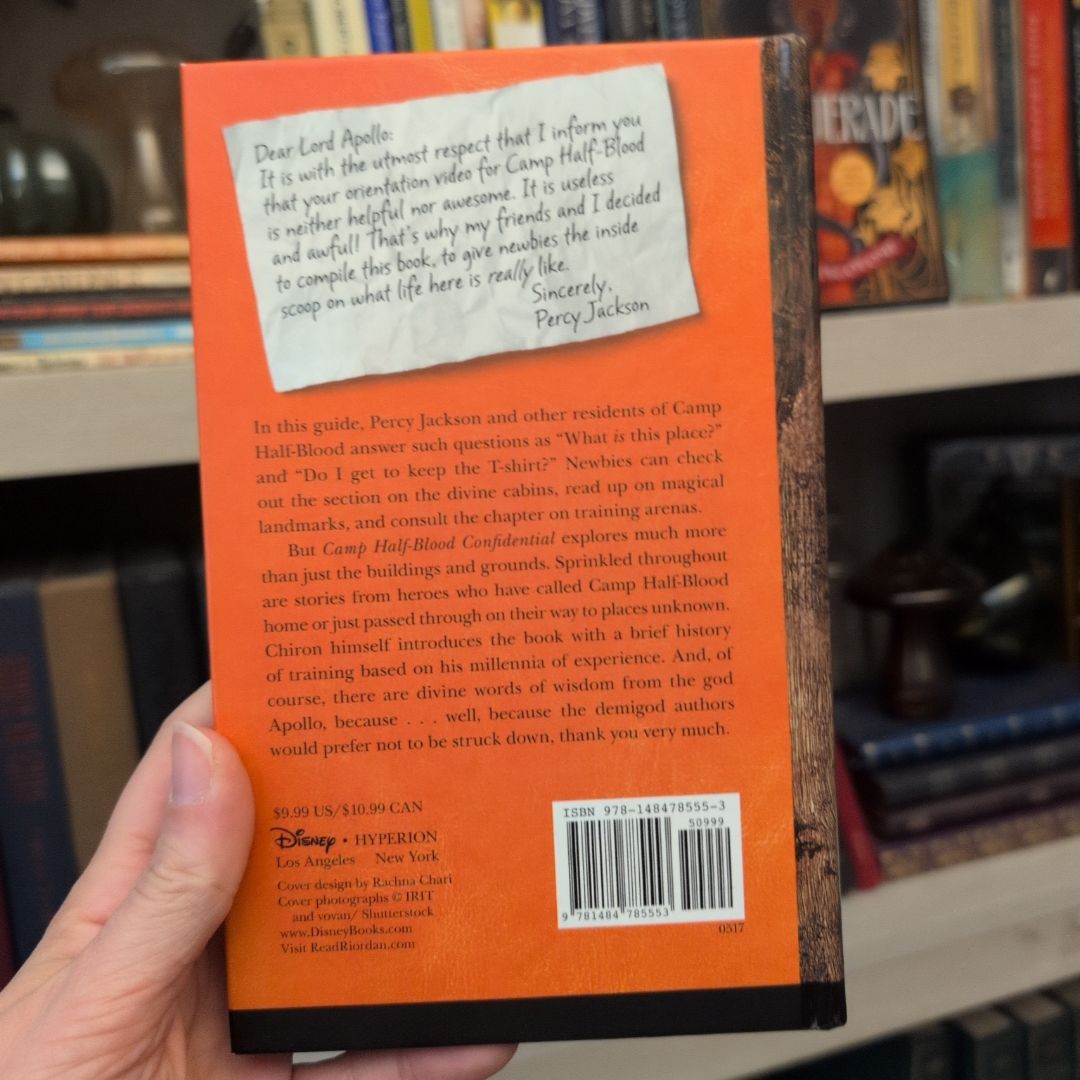 Dear Lord Apollo:
It is with the utmost respect that I inform you
that your orientation video for Camp Half-Blood
is neither helpful nor awesome. It is useless
and awful! That's why my friends and I decided
to compile this book, to give newbies the inside
scoop on what life here is really like.
Sincerely,
Percy Jackson
In this guide, Percy Jackson and other residents of Camp
Half-Blood answer such questions as “What is this place?”
and “Do I get to keep the T-shirt?” Newbies can check
out the section on the divine cabins, read up on magical
landmarks, and consult the chapter on training arenas.
But Camp Half-Blood Confidential explores much more
than just the buildings and grounds. Sprinkled throughout
are stories from heroes who have called Camp Half-Blood
home or just passed through on their way to places unknown.
Chiron himself introduces the book with a brief history
of training based on his millennia of experience. And, of
course, there are divine words of wisdom from the god
Apollo, because . . . well, because the demigod authors
would prefer not to be struck down, thank you very much.
$9.99 US/$10.99 CAN
Disney • HYPERION
Los Angeles New York
Cover design by Rachna Chari
Cover photographs © IRIT
and vovan/ Shutterstock
www.DisneyBooks.com
Visit ReadRiordan.com
ISBN 978-148478555-3
50999
9 781484 785553
0517
ERADE